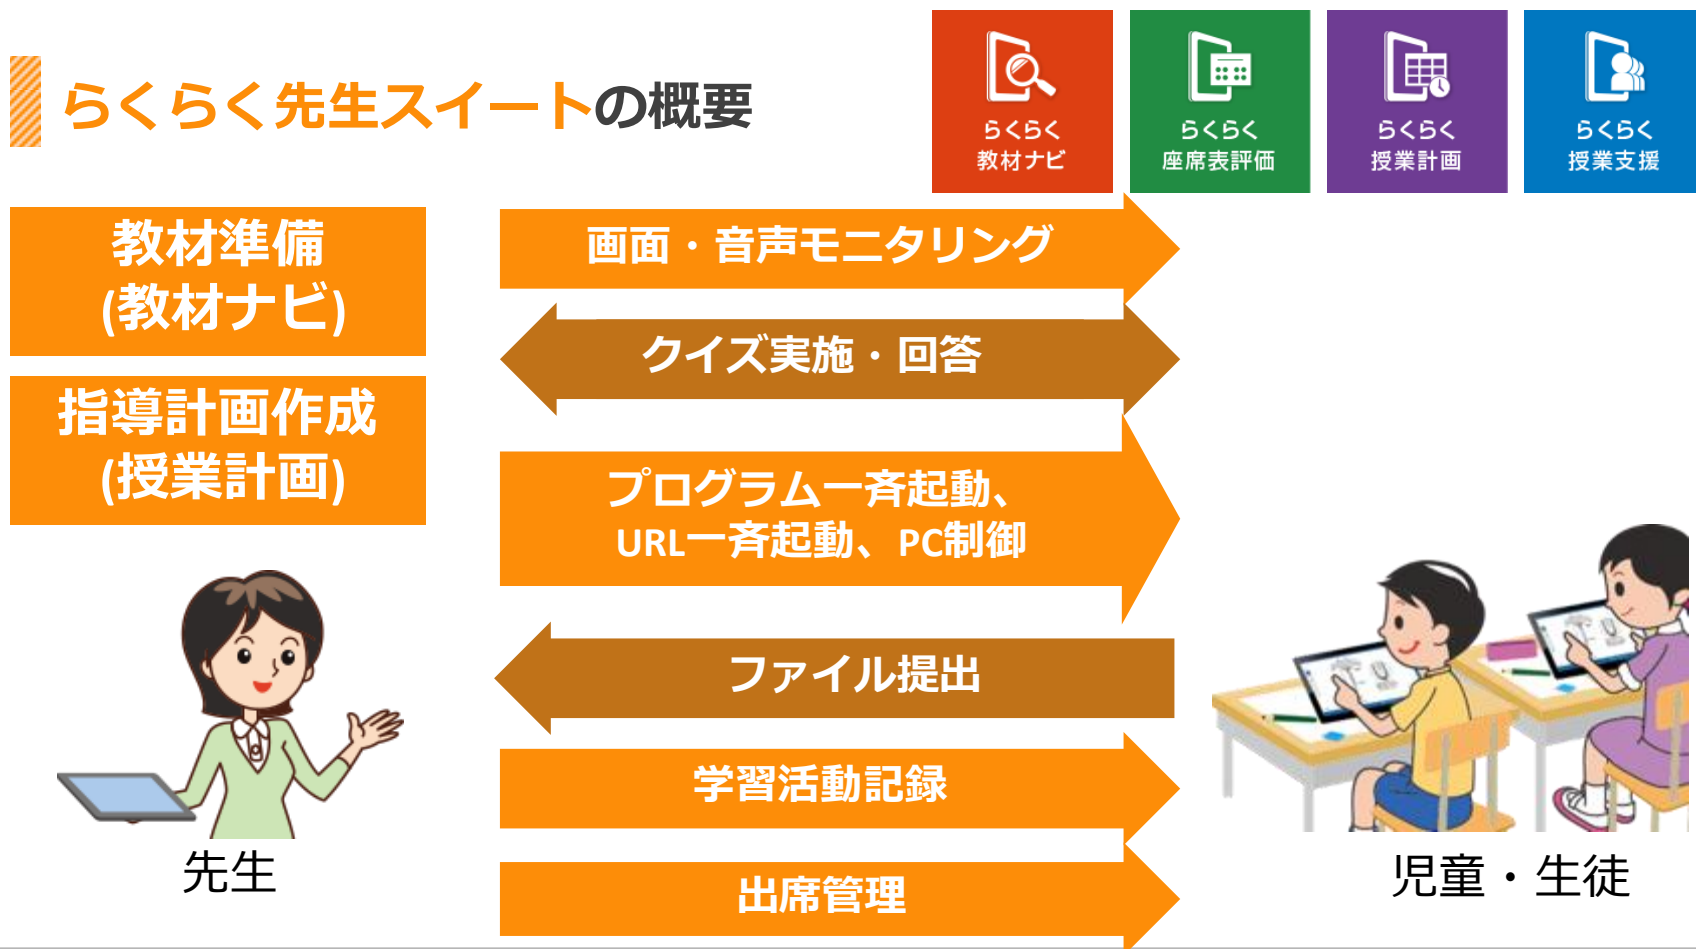 らくらく先生スイートの概要
らくらく
教材ナビ
らくらく
座席表評価
らくらく
授業計画
らくらく
授業支援
教材準備
(教材ナビ)
指導計画作成
(授業計画)
先生
画面・音声モニタリング
クイズ実施・回答
プログラム一斉起動、
URL一斉起動、PC制御
ファイル提出
学習活動記録
出席管理
児童・生徒